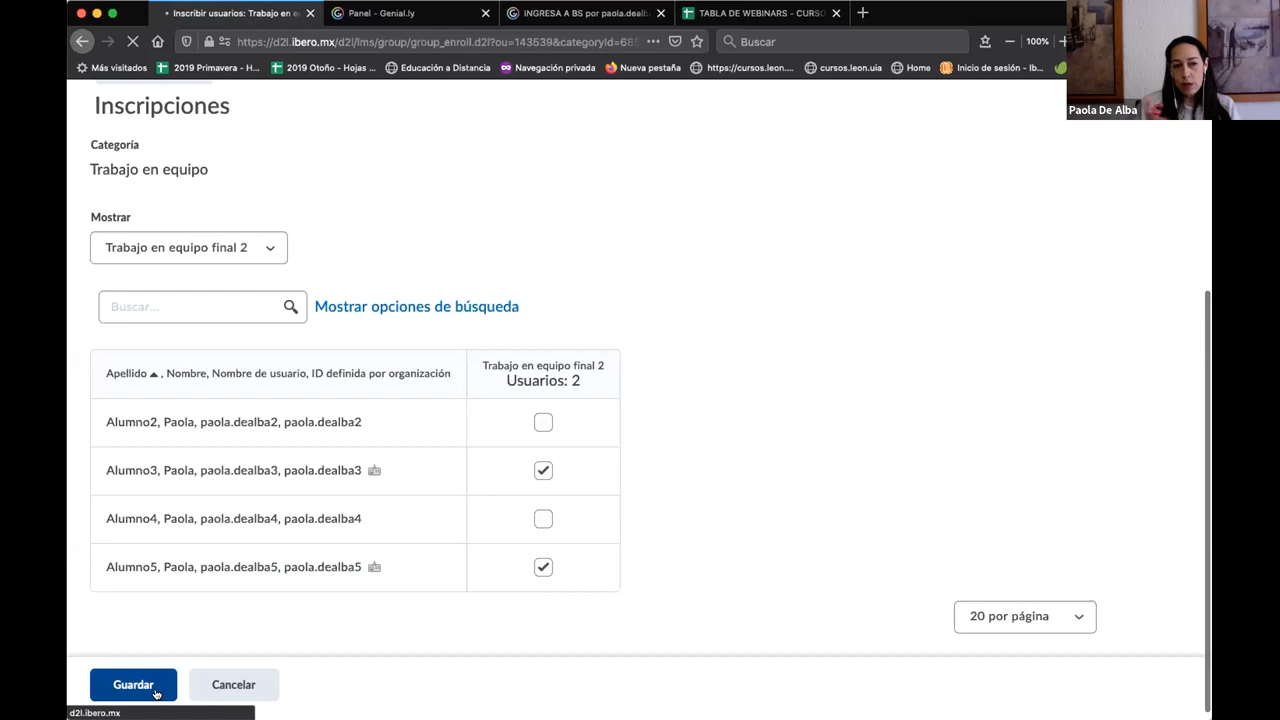 Inscribir usuarios: Trabajo en e
Panel - Genial.ly
INGRESA A BS por paola.dealb
TABLA DE WEBINARS - CURSO
https://d2l.ibero.mx/d2l/lms/group/group_enroll.d2l?ou=143539&categoryId=685
Buscar
100%
Más visitados
2019 Primavera - H...
2019 Otoño - Hojas ...
Educación a Distancia
Navegación privada
Nueva pestaña
https://cursos.leon....
cursos.leon.uia
Home
Inicio de sesión - Ib...
Paola De Alba
Inscripciones
Categoría
Trabajo en equipo
Mostrar
Trabajo en equipo final 2
Buscar...
Mostrar opciones de búsqueda
Apellido , Nombre, Nombre de usuario, ID definida por organización
Trabajo en equipo final 2
Usuarios: 2
Alumno2, Paola, paola.dealba2, paola.dealba2
Alumno3, Paola, paola.dealba3, paola.dealba3
Alumno4, Paola, paola.dealba4, paola.dealba4
Alumno5, Paola, paola.dealba5, paola.dealba5
20 por página
Guardar
Cancelar
d2l.ibero.mx